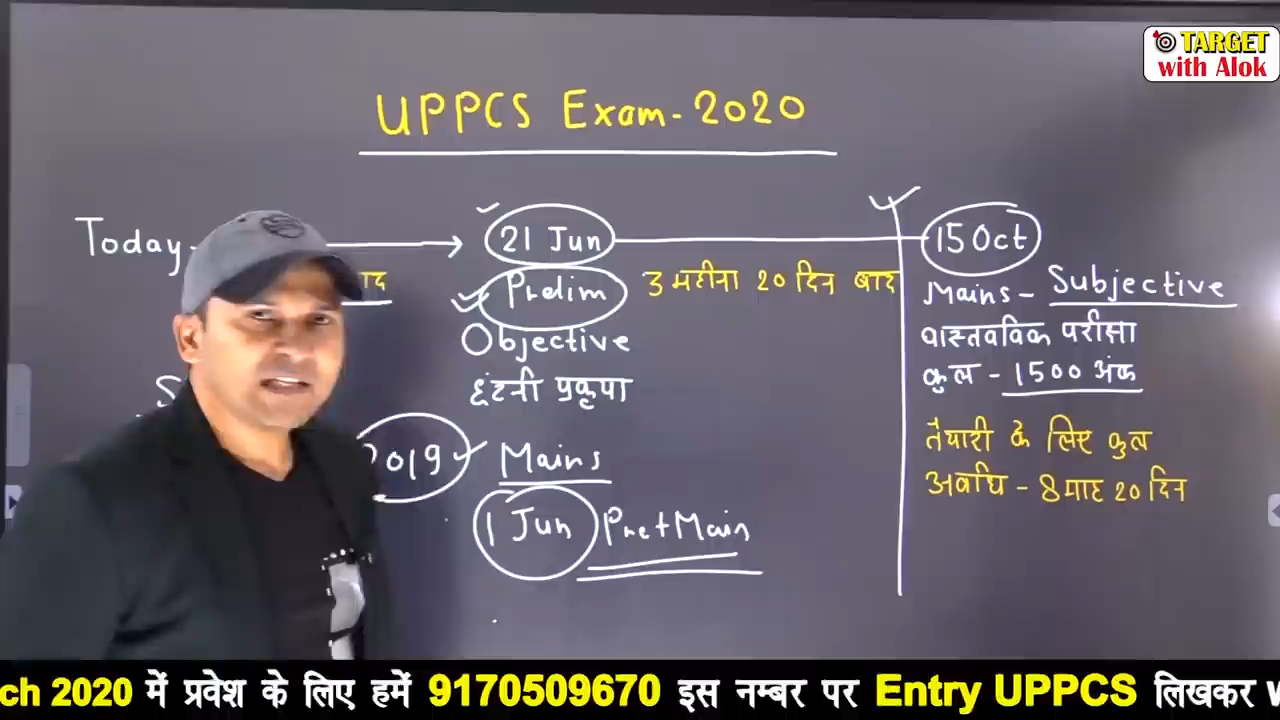 TARGET
with Alok
UPPCS Exam-2020
Today
21 Jun
15 Oct
बाद
Prelim
3 महीना 20 दिन बाद
Mains - Subjective
Objective
वास्तवविक परीक्षा
छंटनी प्रकृया
कुल - 1500 अंक
2019
Mains
तैयारी के लिए कुल
अवधि - 8 माह 20 दिन
1 Jun
Pre+Main
ch 2020 में प्रवेश के लिए हमें 9170509670 इस नम्बर पर Entry UPPCS लिखकर